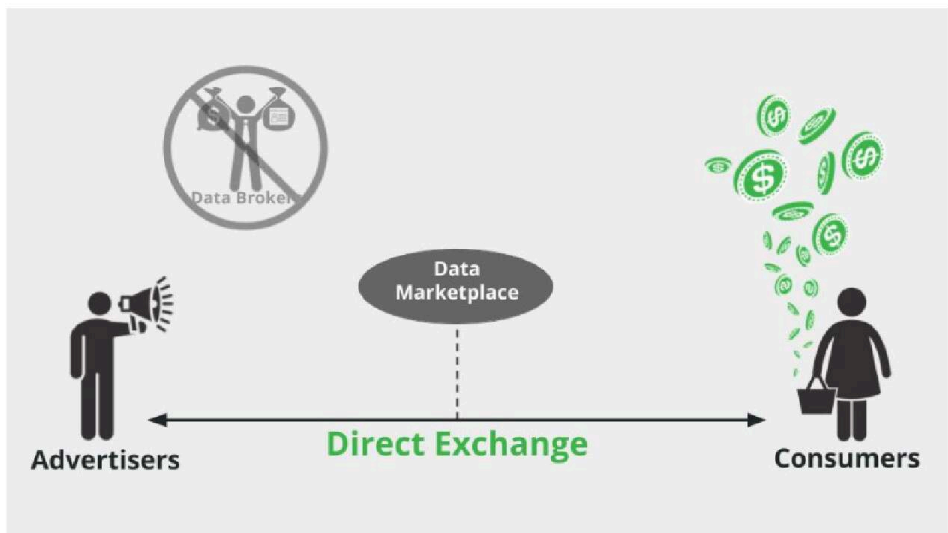 Data Broker
Data
Marketplace
Direct Exchange
Advertisers
Consumers